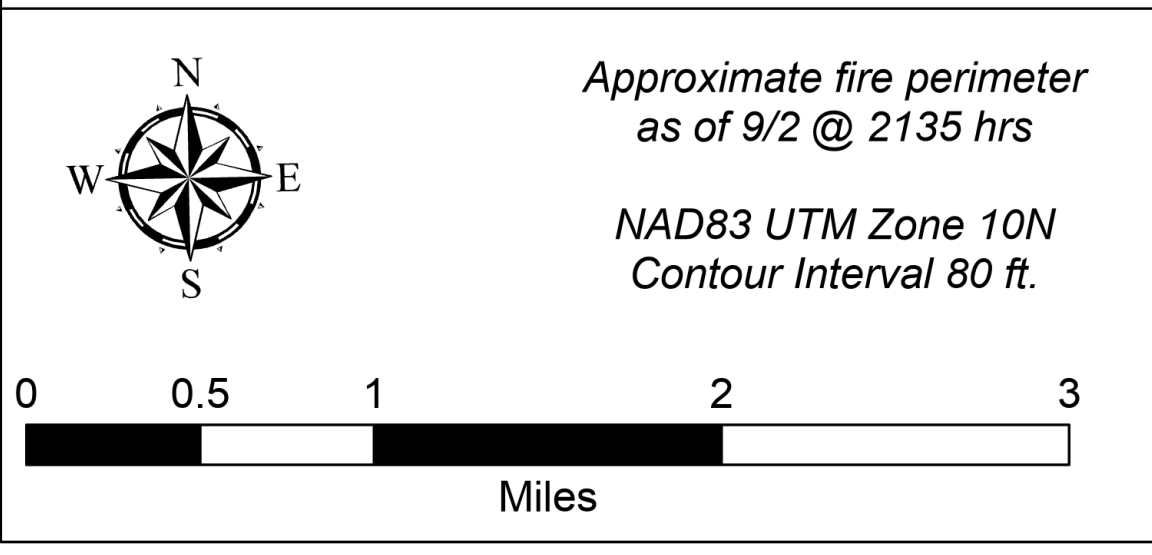 N
W
E
S
Approximate fire perimeter
as of 9/2 @ 2135 hrs
NAD83 UTM Zone 10N
Contour Interval 80 ft.
0 0.5 1 2 3
Miles